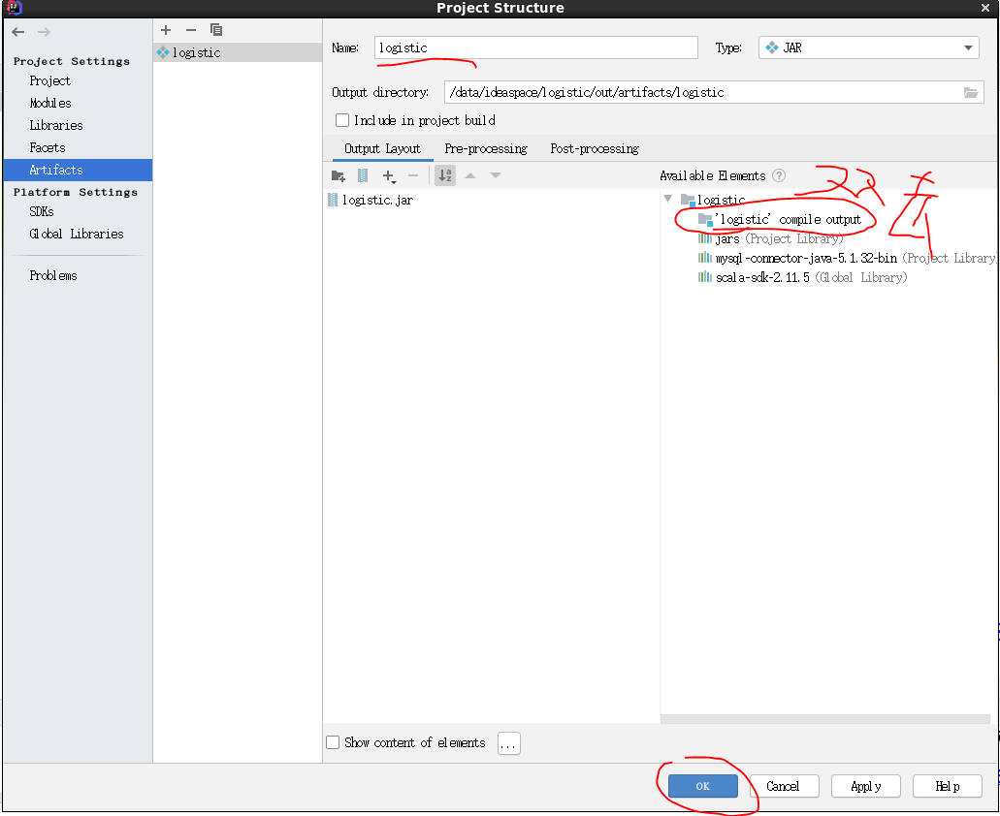 Project Structure
Project Settings
Project
Modules
Libraries
Facets
Artifacts
Platform Settings
SDKs
Global Libraries
Problems
logistic
Name: logistic Type: JAR
Output directory: /data/ideaspace/logistic/out/artifacts/logistic
Include in project build
Output Layout Pre-processing Post-processing
logistic.jar
Available Elements ?
logistic
'logistic' compile output
jars (Project Library)
mysql-connector-java-5.1.32-bin (Project Library
scala-sdk-2.11.5 (Global Library)
Show content of elements ...
OK Cancel Apply Help